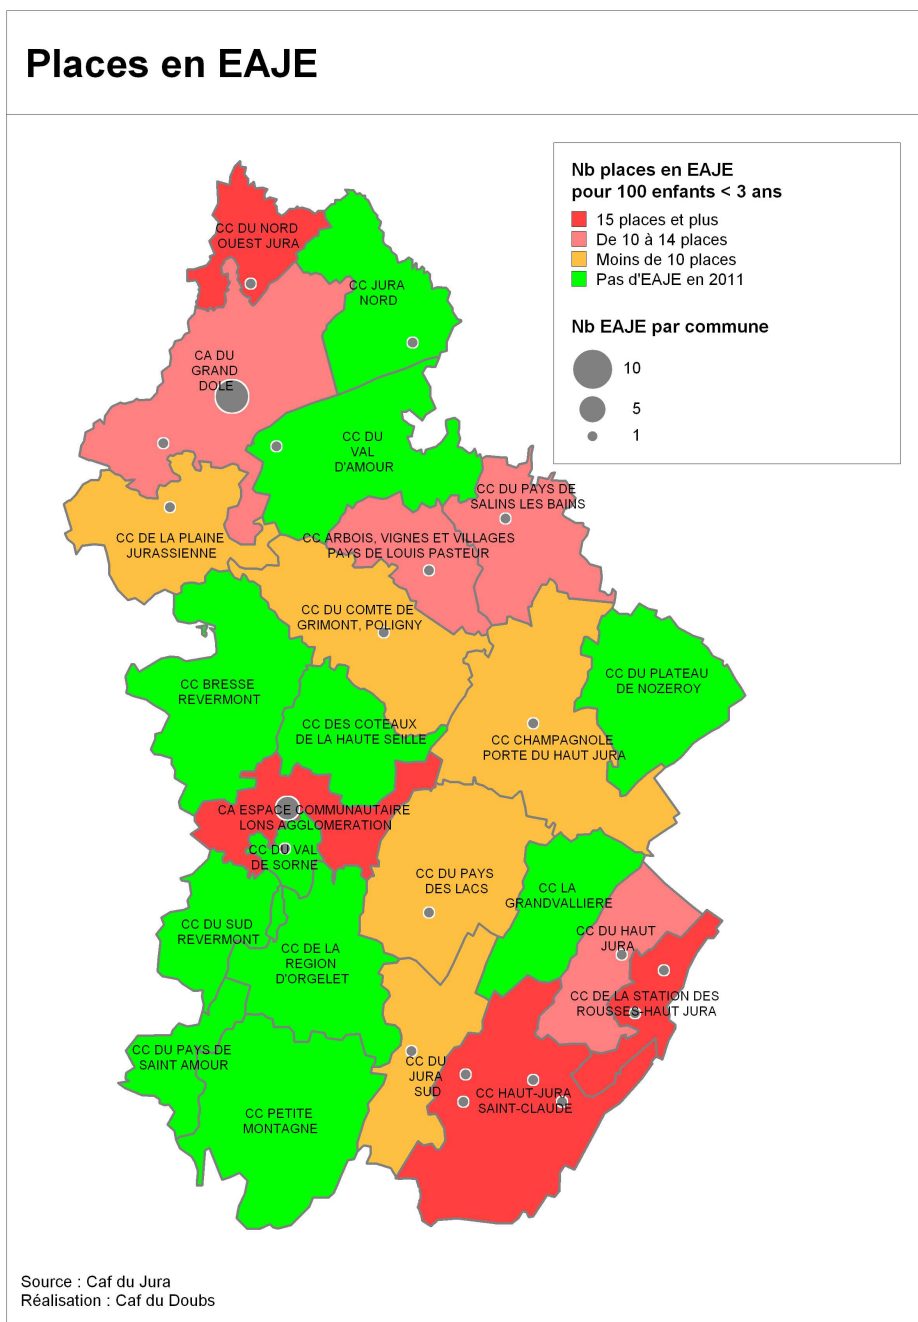 Places en EAJE
Nb places en EAJE
pour 100 enfants < 3 ans
15 places et plus
De 10 à 14 places
Moins de 10 places
Pas d'EAJE en 2011
Nb EAJE par commune
10
5
1
CC DU NORD
OUEST JURA
CC JURA
NORD
CA DU
GRAND
DOLE
CC DU
VAL
D'AMOUR
CC DU PAYS DE
SALINS LES BAINS
CC DE LA PLAINE
JURASSIENNE
CC ARBOIS, VIGNES ET VILLAGES
PAYS DE LOUIS PASTEUR
CC DU COMTE DE
GRIMONT, POLIGNY
CC DU PLATEAU
DE NOZEROY
CC BRESSE
REVERMONT
CC DES COTEAUX
DE LA HAUTE SEILLE
CC CHAMPAGNOLE
PORTE DU HAUT JURA
CA ESPACE COMMUNAUTAIRE
LONS AGGLOMERATION
CC DU VAL
DE SORNE
CC DU PAYS
DES LACS
CC LA
GRANDVALLIERE
CC DU SUD
REVERMONT
CC DE LA
REGION
D'ORGELET
CC DU HAUT
JURA
CC DE LA STATION DES
ROUSSES-HAUT JURA
CC DU PAYS DE
SAINT AMOUR
CC DU
JURA
SUD
CC HAUT-JURA
SAINT-CLAUDE
CC PETITE
MONTAGNE
Source : Caf du Jura
Réalisation : Caf du Doubs